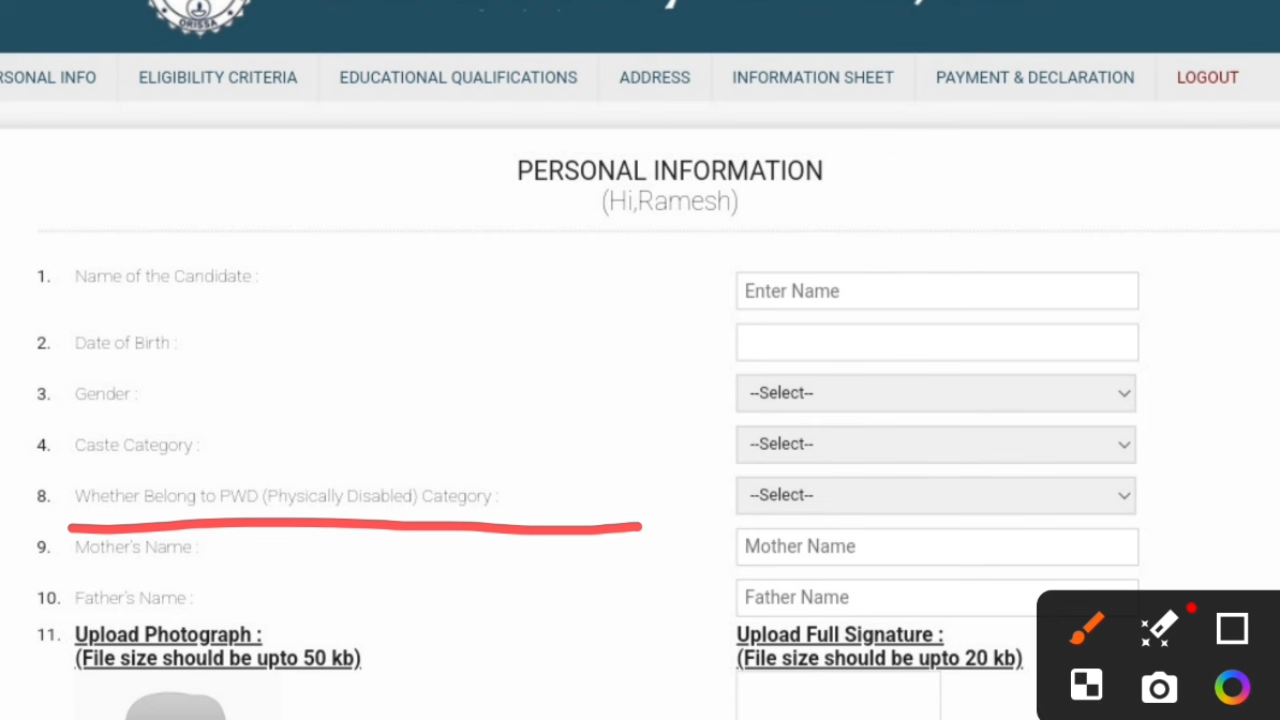 ORISSA
RSONAL INFO ELIGIBILITY CRITERIA EDUCATIONAL QUALIFICATIONS ADDRESS INFORMATION SHEET PAYMENT & DECLARATION LOGOUT
PERSONAL INFORMATION
(Hi,Ramesh)
1. Name of the Candidate : Enter Name
2. Date of Birth :
3. Gender : --Select--
4. Caste Category : --Select--
8. Whether Belong to PWD (Physically Disabled) Category : --Select--
9. Mother's Name : Mother Name
10. Father's Name : Father Name
11. Upload Photograph : Upload Full Signature :
(File size should be upto 50 kb) (File size should be upto 20 kb)